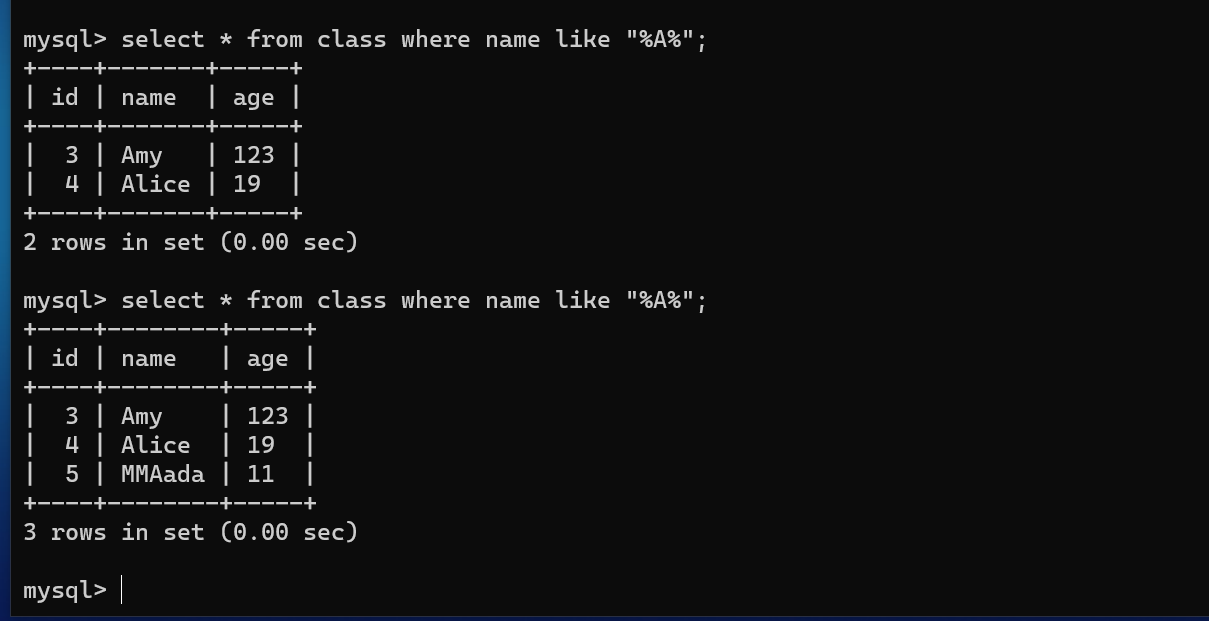 mysql> select * from class where name like "%A%";
+----+-------+-----+
| id | name  | age |
+----+-------+-----+
|  3 | Amy   | 123 |
|  4 | Alice | 19  |
+----+-------+-----+
2 rows in set (0.00 sec)

mysql> select * from class where name like "%A%";
+----+--------+-----+
| id | name   | age |
+----+--------+-----+
|  3 | Amy    | 123 |
|  4 | Alice  | 19  |
|  5 | MMAada | 11  |
+----+--------+-----+
3 rows in set (0.00 sec)

mysql>